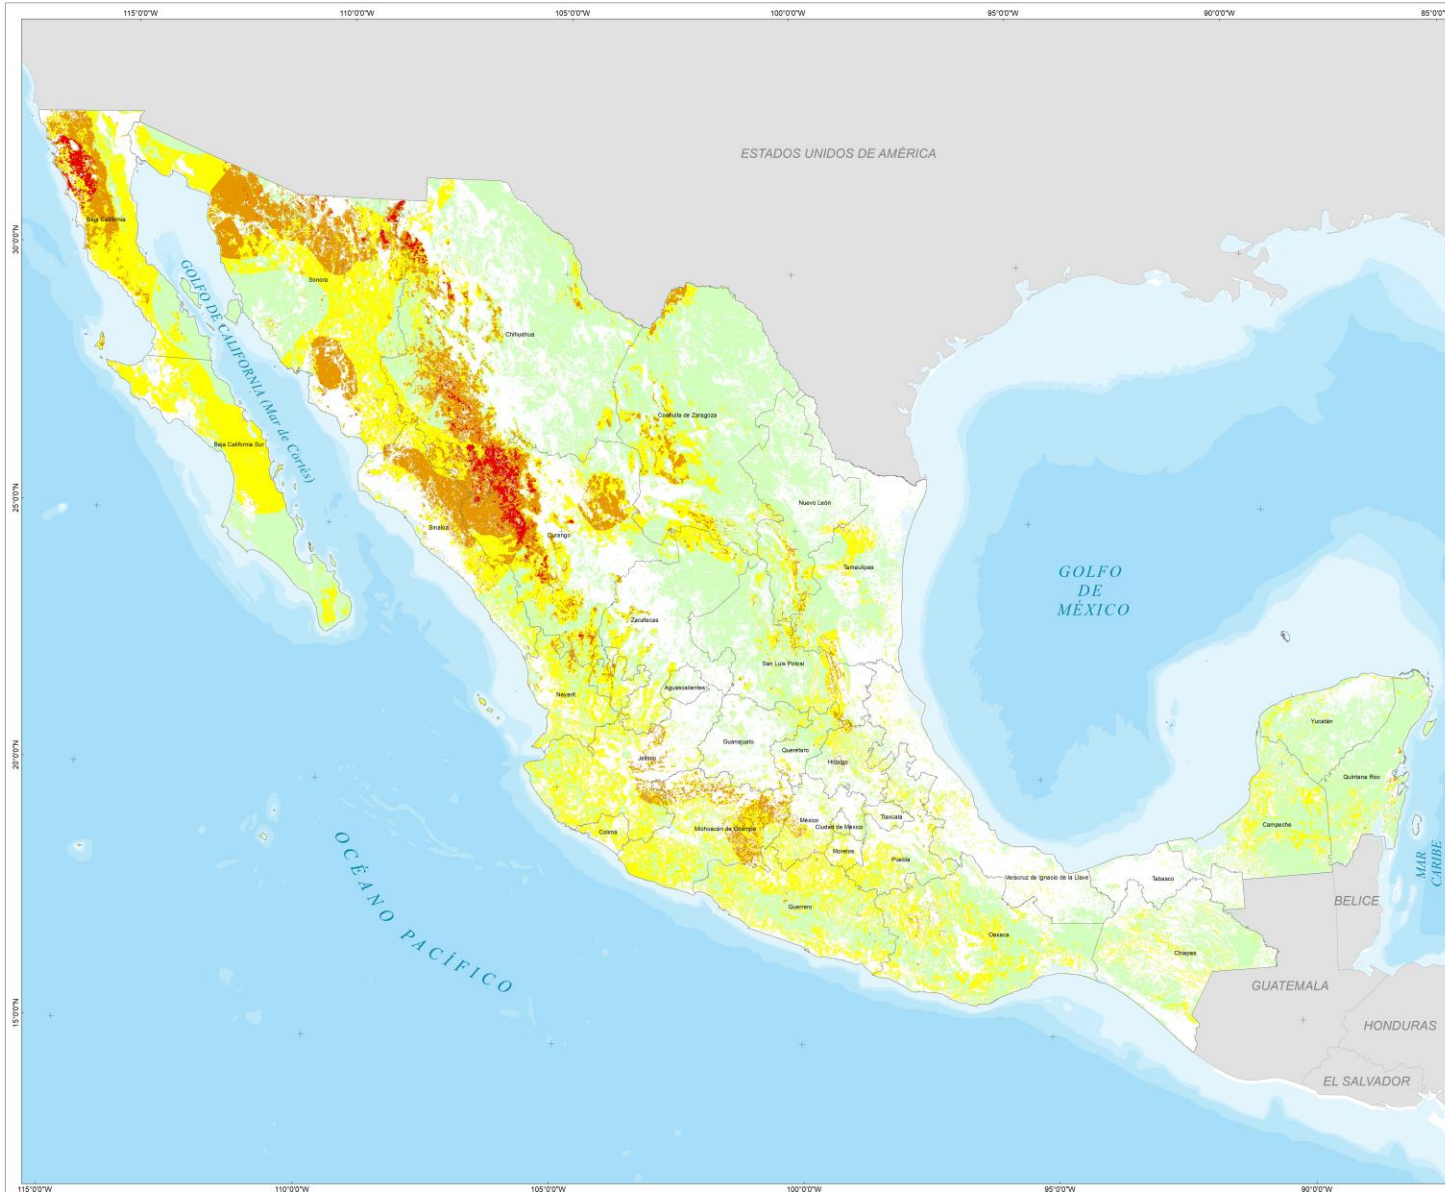 115°0'0"W 110°0'0"W 105°0'0"W 100°0'0"W 95°0'0"W 90°0'0"W 85°0'0"W
ESTADOS UNIDOS DE AMÉRICA
Baja California
30°0'0"N
Sonora
GOLFO DE CALIFORNIA (Mar de Cortés)
Chihuahua
Coahuila de Zaragoza
Baja California Sur
25°0'0"N
Nuevo León
Sinaloa
Durango
Tamaulipas
GOLFO
DE
MÉXICO
Zacatecas
San Luis Potosí
Aguascalientes
Nayarit
Yucatán
Guanajuato
Querétaro
20°0'0"N
Jalisco
Hidalgo
Quintana Roo
México
Tlaxcala
Campeche
Colima
Michoacán de Ocampo
Ciudad de México
Morelos
Puebla
MAR
CARIBE
Veracruz de Ignacio de la Llave
Tabasco
BELICE
Guerrero
Oaxaca
OCÉANO PACÍFICO
Chiapas
GUATEMALA
15°0'0"N
HONDURAS
EL SALVADOR
115°0'0"W 110°0'0"W 105°0'0"W 100°0'0"W 95°0'0"W 90°0'0"W